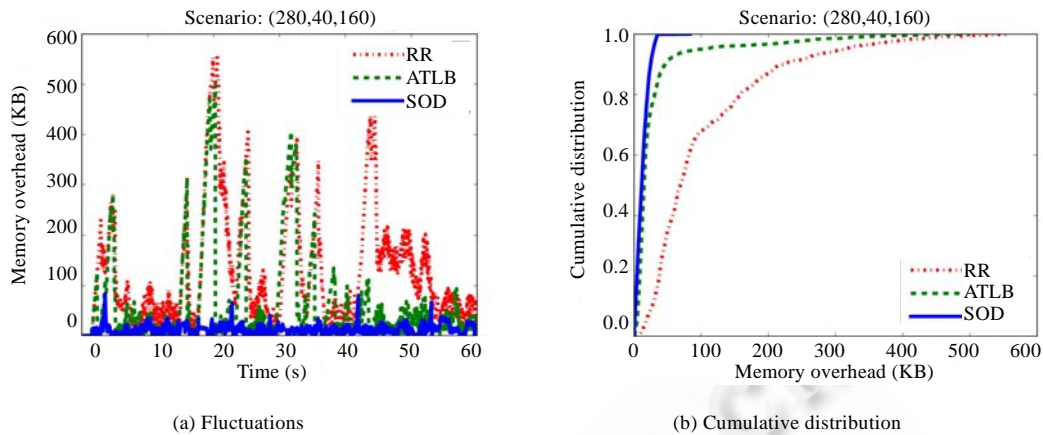 Scenario: (280,40,160)
600
500
400
300
200
100
0
Memory overhead (KB)
RR
ATLB
SOD
0 10 20 30 40 50 60
Time (s)
(a) Fluctuations
Scenario: (280,40,160)
1.0
0.8
0.6
0.4
0.2
0.0
Cumulative distribution
RR
ATLB
SOD
0 100 200 300 400 500 600
Memory overhead (KB)
(b) Cumulative distribution